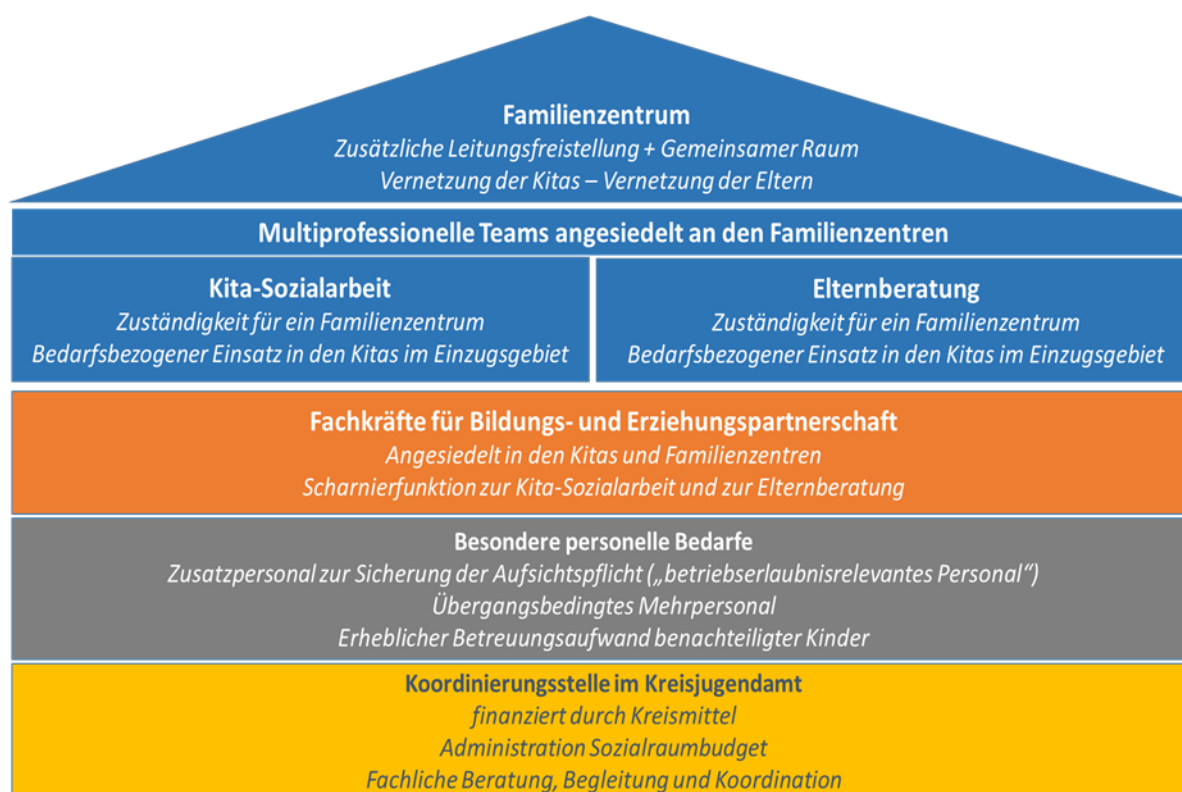 Familienzentrum
Zusätzliche Leitungsfreistellung + Gemeinsamer Raum
Vernetzung der Kitas – Vernetzung der Eltern
Multiprofessionelle Teams angesiedelt an den Familienzentren
Kita-Sozialarbeit
Zuständigkeit für ein Familienzentrum
Bedarfsbezogener Einsatz in den Kitas im Einzugsgebiet
Elternberatung
Zuständigkeit für ein Familienzentrum
Bedarfsbezogener Einsatz in den Kitas im Einzugsgebiet
Fachkräfte für Bildungs- und Erziehungspartnerschaft
Angesiedelt in den Kitas und Familienzentren
Scharnierfunktion zur Kita-Sozialarbeit und zur Elternberatung
Besondere personelle Bedarfe
Zusatzpersonal zur Sicherung der Aufsichtspflicht („betriebserlaubnisrelevantes Personal“)
Übergangsbedingtes Mehrpersonal
Erheblicher Betreuungsaufwand benachteiligter Kinder
Koordinierungsstelle im Kreisjugendamt
finanziert durch Kreismittel
Administration Sozialraumbudget
Fachliche Beratung, Begleitung und Koordination